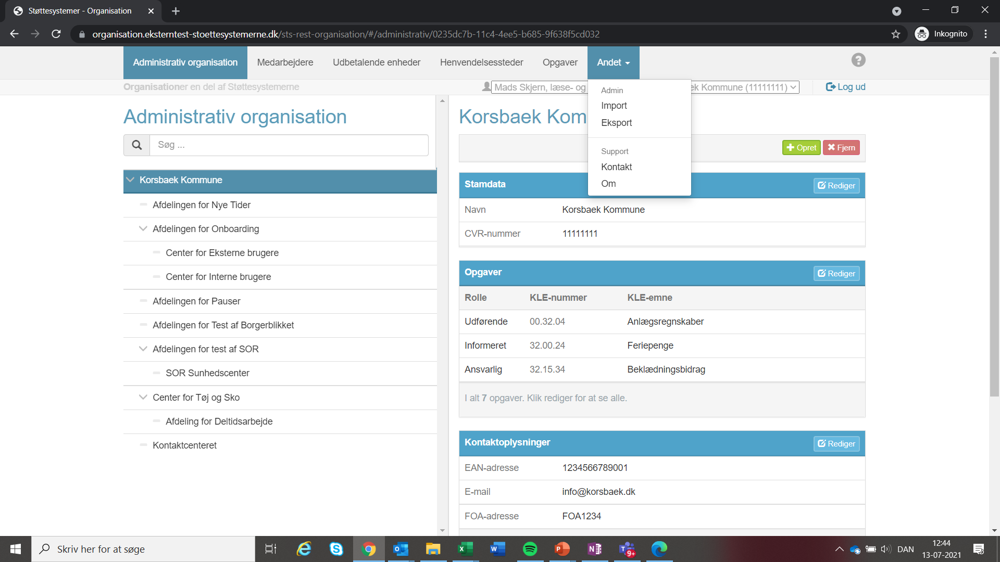 Støttesystemer - Organisation
organisation.eksterntest-stoettesystemerne.dk/sts-rest-organisation/#/administrativ/0235dc7b-11c4-4ee5-b685-9f638f5cd032
Inkognito
Administrativ organisation Medarbejdere Udbetalende enheder Henvendelsessteder Opgaver Andet
Organisationer en del af Støttesystemerne
Mads Skjern, læse- og
ek Kommune (11111111)
Log ud
Admin
Import
Eksport
Support
Kontakt
Om
Administrativ organisation
Søg ...
Korsbaek Kommune
Afdelingen for Nye Tider
Afdelingen for Onboarding
Center for Eksterne brugere
Center for Interne brugere
Afdelingen for Pauser
Afdelingen for Test af Borgerblikket
Afdelingen for test af SOR
SOR Sunhedscenter
Center for Tøj og Sko
Afdeling for Deltidsarbejde
Kontaktcenteret
Korsbaek Kom
Opret Fjern
Stamdata Rediger
Navn Korsbaek Kommune
CVR-nummer 11111111
Opgaver Rediger
Rolle KLE-nummer KLE-emne
Udførende 00.32.04 Anlægsregnskaber
Informeret 32.00.24 Feriepenge
Ansvarlig 32.15.34 Beklædningsbidrag
I alt 7 opgaver. Klik rediger for at se alle.
Kontaktoplysninger Rediger
EAN-adresse 1234566789001
E-mail info@korsbaek.dk
FOA-adresse FOA1234
Skriv her for at søge
9+
DAN
12:44
13-07-2021